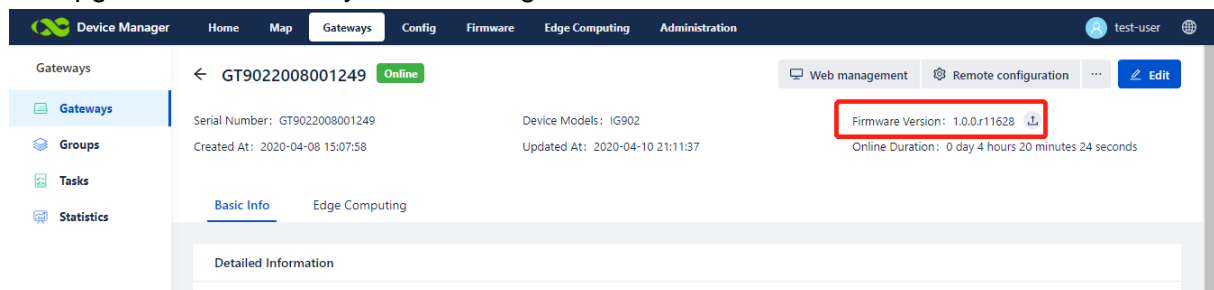 Device Manager Home Map Gateways Config Firmware Edge Computing Administration test-user
Gateways
← GT9022008001249 Online Web management Remote configuration ... Edit
Gateways
Serial Number: GT9022008001249 Device Models: IG902 Firmware Version: 1.0.0.r11628
Groups
Created At: 2020-04-08 15:07:58 Updated At: 2020-04-10 21:11:37 Online Duration: 0 day 4 hours 20 minutes 24 seconds
Tasks
Basic Info Edge Computing
Statistics
Detailed Information